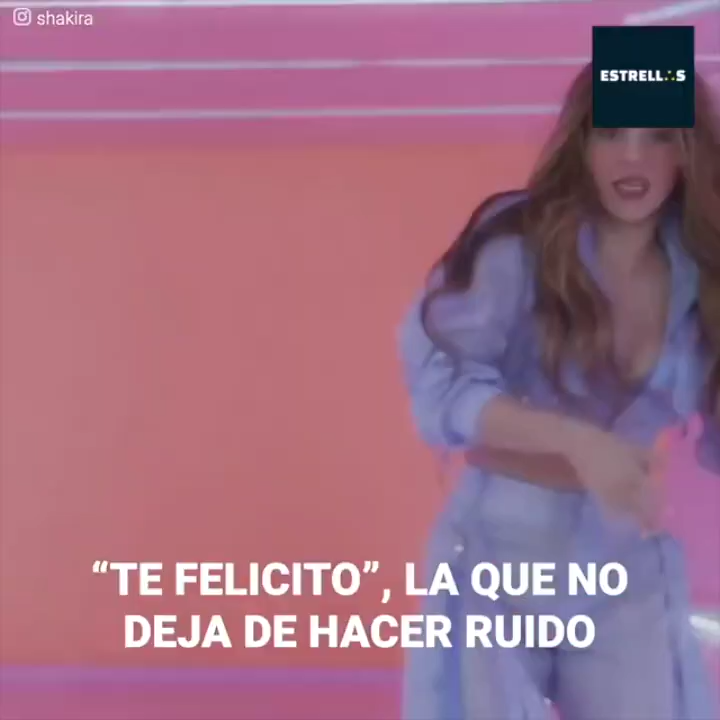 shakira
ESTRELL∴S
“TE FELICITO”, LA QUE NO
DEJA DE HACER RUIDO